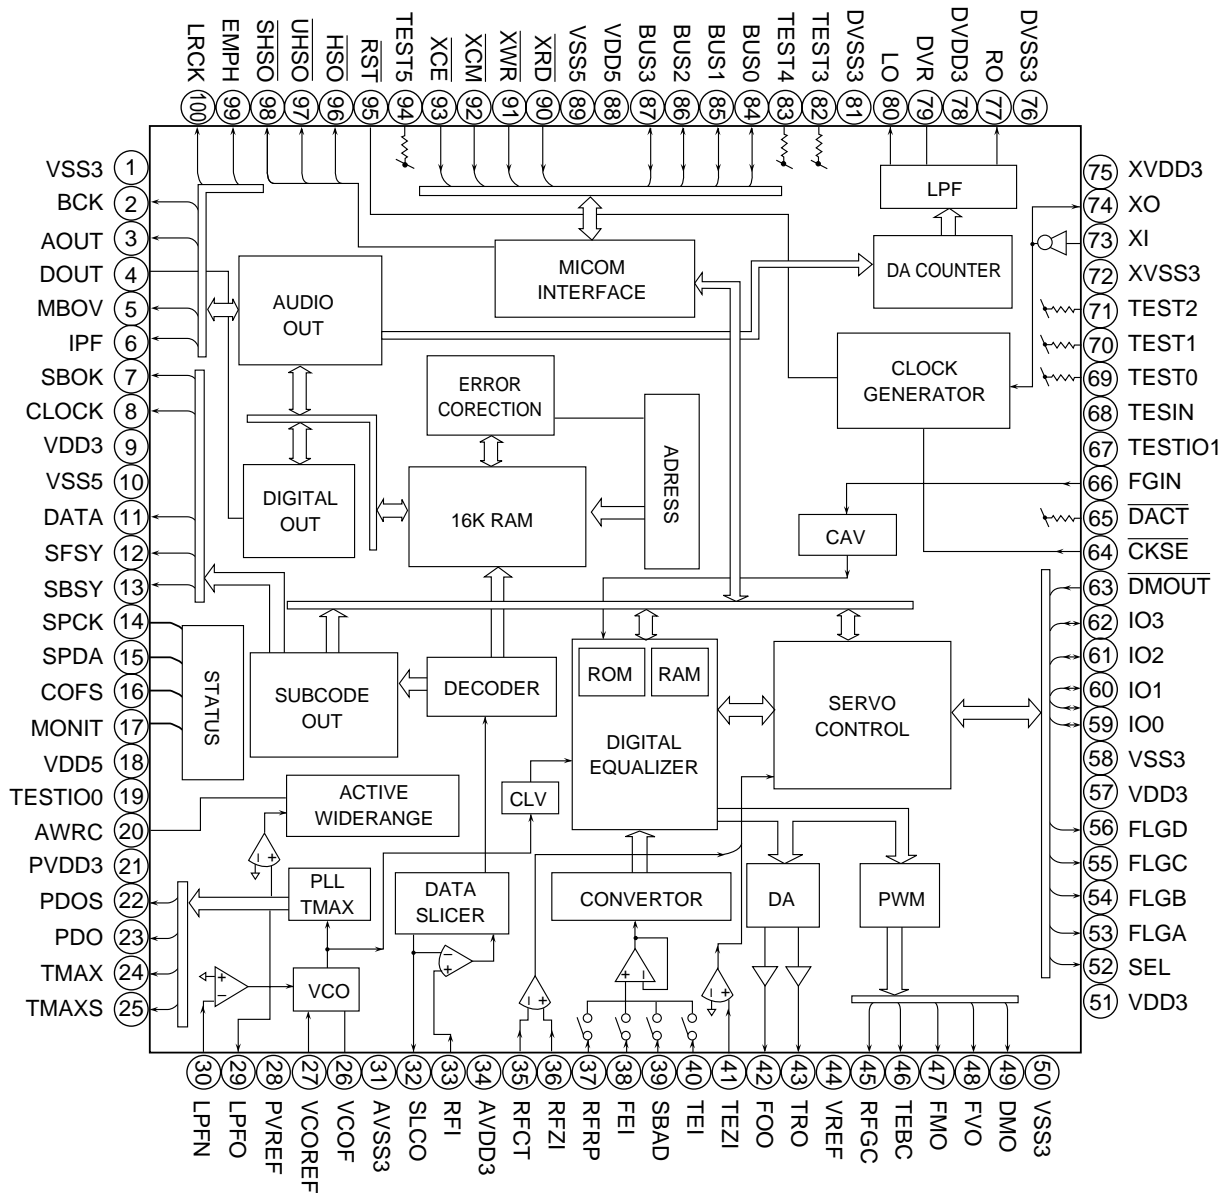 LRCK EMPH SHSO UHSO HSO RST TEST5 XCE XCM XWR XRD VSS5 VDD5 BUS3 BUS2 BUS1 BUS0 TEST4 TEST3 DVSS3 LO DVR DVDD3 RO DVSS3
100 99 98 97 96 95 94 93 92 91 90 89 88 87 86 85 84 83 82 81 80 79 78 77 76
VSS3 1
BCK 2
AOUT 3
DOUT 4
MBOV 5
IPF 6
SBOK 7
CLOCK 8
VDD3 9
VSS5 10
DATA 11
SFSY 12
SBSY 13
SPCK 14
SPDA 15
COFS 16
MONIT 17
VDD5 18
TESTIO0 19
AWRC 20
PVDD3 21
PDOS 22
PDO 23
TMAX 24
TMAXS 25
75 XVDD3
74 XO
73 XI
72 XVSS3
71 TEST2
70 TEST1
69 TEST0
68 TESIN
67 TESTIO1
66 FGIN
65 DACT
64 CKSE
63 DMOUT
62 IO3
61 IO2
60 IO1
59 IO0
58 VSS3
57 VDD3
56 FLGD
55 FLGC
54 FLGB
53 FLGA
52 SEL
51 VDD3
LPF
DA COUNTER
MICOM
INTERFACE
AUDIO
OUT
CLOCK
GENERATOR
ERROR
CORECTION
ADRESS
DIGITAL
OUT
16K RAM
CAV
STATUS
SUBCODE
OUT
DECODER
ROM
RAM
DIGITAL
EQUALIZER
SERVO
CONTROL
ACTIVE
WIDERANGE
CLV
PLL
TMAX
DATA
SLICER
CONVERTOR
DA
PWM
VCO
− +
+
−
−
+
− +
+ −
− +
30 29 28 27 26 31 32 33 34 35 36 37 38 39 40 41 42 43 44 45 46 47 48 49 50
LPFN LPFO PVREF VCOREF VCOF AVSS3 SLCO RFI AVDD3 RFCT RFZI RFRP FEI SBAD TEI TEZI FOO TRO VREF RFGC TEBC FMO FVO DMO VSS3